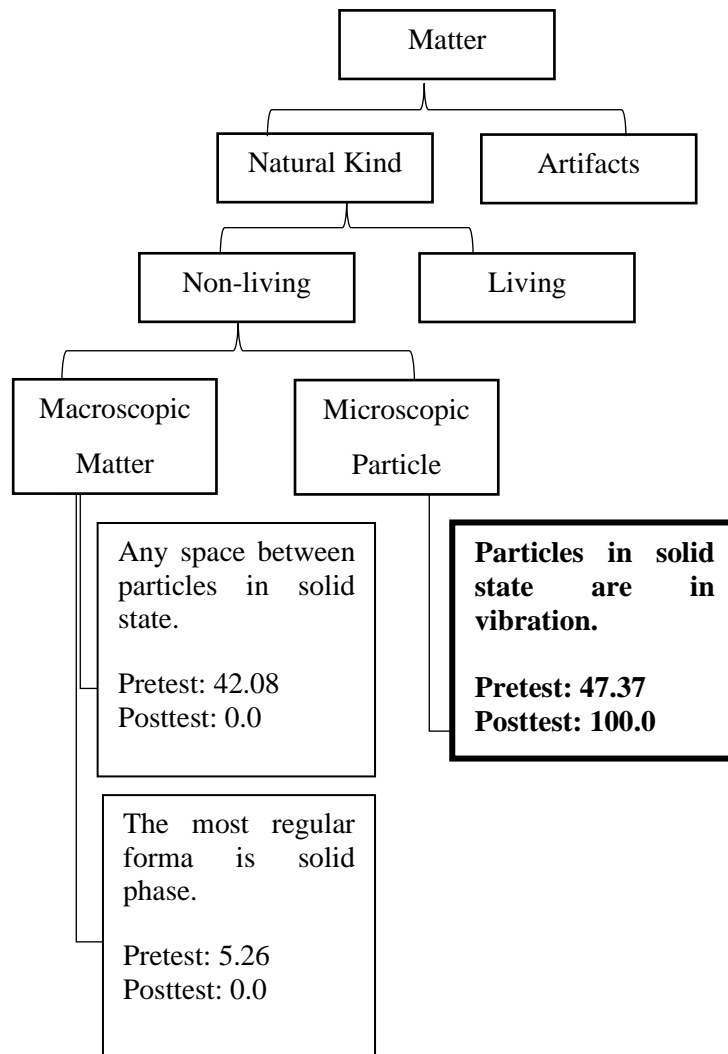 Matter
Natural Kind
Artifacts
Non-living
Living
Macroscopic
Matter
Microscopic
Particle
Any space between
particles in solid
state.
Pretest: 42.08
Posttest: 0.0
Particles in solid
state are in
vibration.
Pretest: 47.37
Posttest: 100.0
The most regular
forma is solid
phase.
Pretest: 5.26
Posttest: 0.0